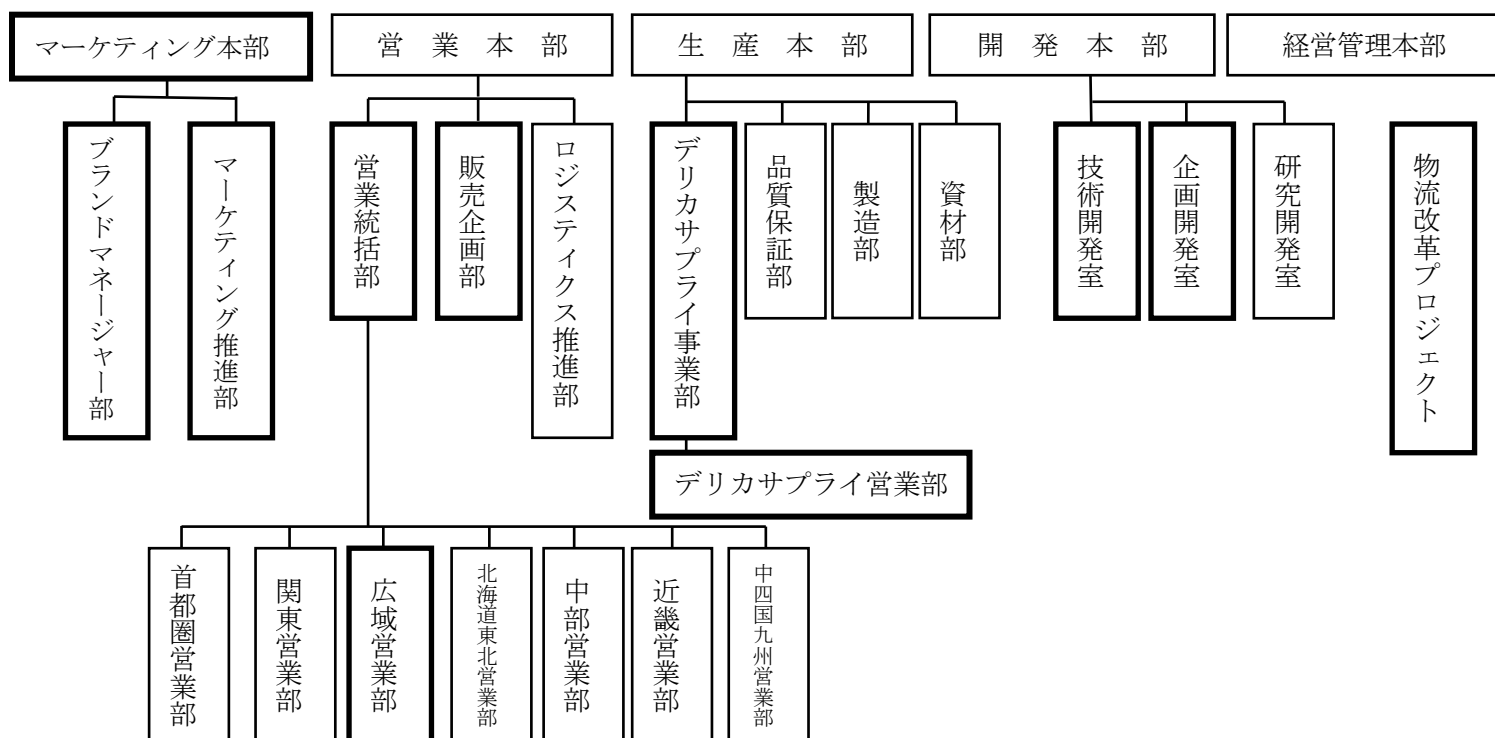 マーケティング本部
営業本部
生産本部
開発本部
経営管理本部
ブランドマネージャー部
マーケティング推進部
営業統括部
販売企画部
ロジスティクス推進部
デリカサプライ事業部
品質保証部
製造部
資材部
技術開発室
企画開発室
研究開発室
物流改革プロジェクト
デリカサプライ営業部
首都圏営業部
関東営業部
広域営業部
北海道東北営業部
中部営業部
近畿営業部
中四国九州営業部